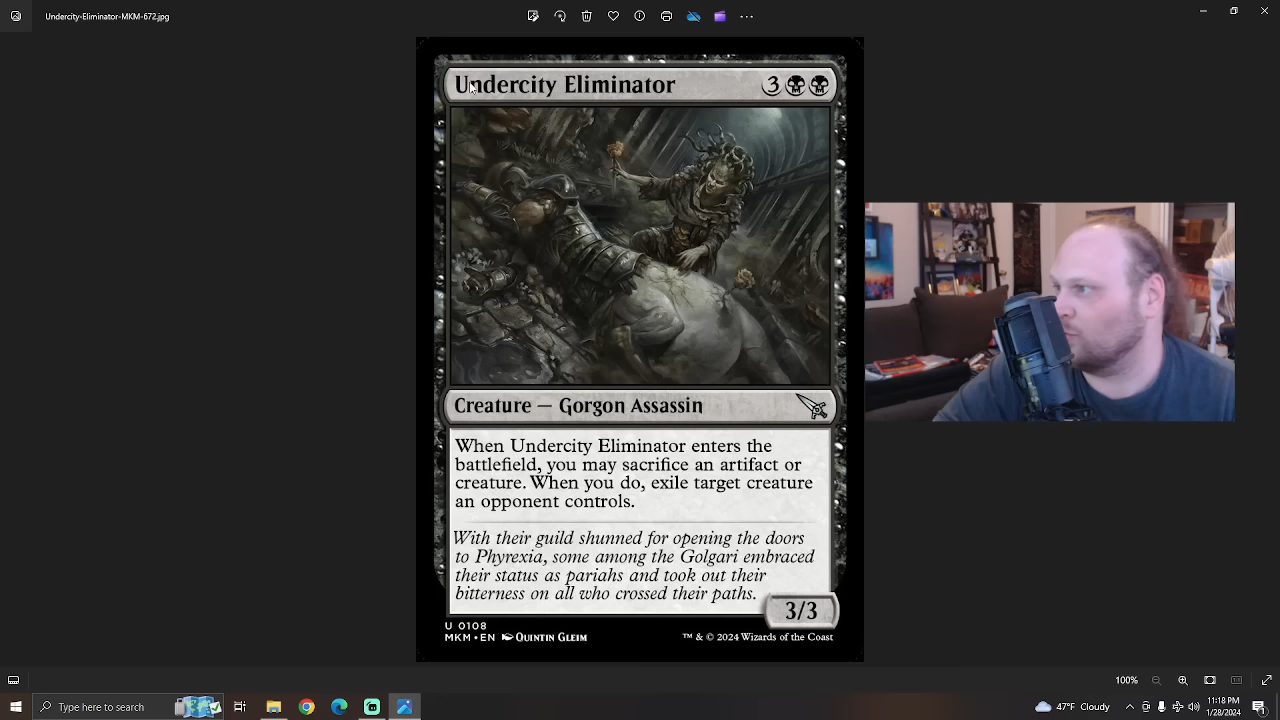 Undercity-Eliminator-MKM-672.jpg
Undercity Eliminator
3
Creature — Gorgon Assassin
When Undercity Eliminator enters the
battlefield, you may sacrifice an artifact or
creature. When you do, exile target creature
an opponent controls.
With their guild shunned for opening the doors
to Phyrexia, some among the Golgari embraced
their status as pariahs and took out their
bitterness on all who crossed their paths.
3/3
U 0108
MKM • EN Quintin Gleim
™ & © 2024 Wizards of the Coast
100%
Type here to search
47°F
11:18 PM
1/28/2024